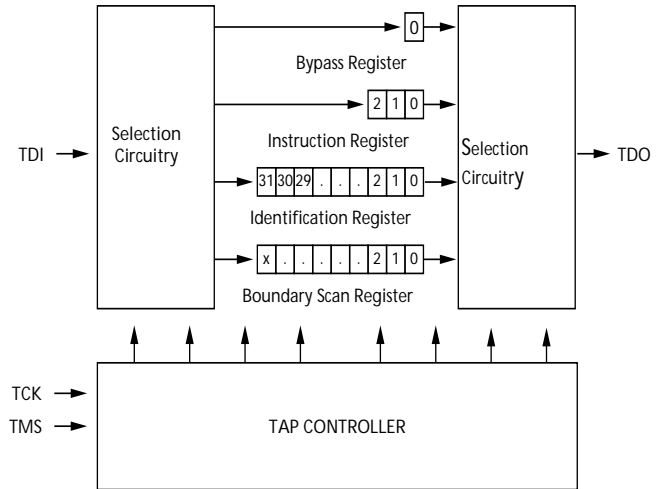 0
Bypass Register
2 1 0
Selection
Circuitry
Instruction Register
Selection
Circuitry
TDI
TDO
31 30 29 . . . 2 1 0
Identification Register
x . . . . . 2 1 0
Boundary Scan Register
TCK
TMS
TAP CONTROLLER